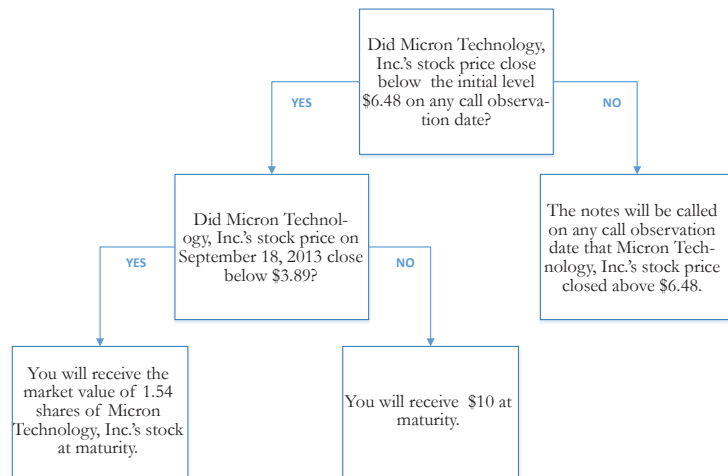 Did Micron Technology,
Inc.'s stock price close
below the initial level
$6.48 on any call observa-
tion date?
YES
NO
Did Micron Technol-
ogy, Inc.'s stock price on
September 18, 2013 close
below $3.89?
The notes will be called
on any call observation
date that Micron Tech-
nology, Inc.'s stock price
closed above $6.48.
YES
NO
You will receive the
market value of 1.54
shares of Micron
Technology, Inc.'s stock
at maturity.
You will receive $10 at
maturity.